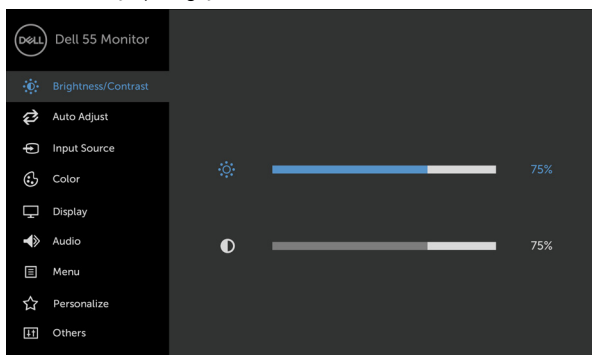 DELL
Dell 55 Monitor
Brightness/Contrast
Auto Adjust
Input Source
Color
75%
Display
Audio
75%
Menu
Personalize
Others